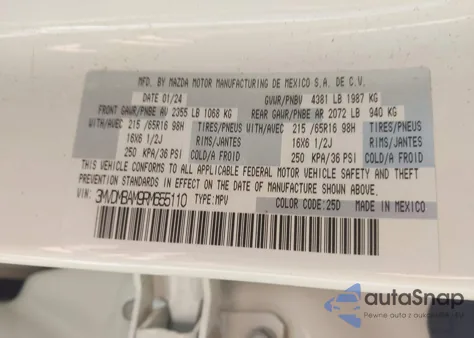 MFD. BY MAZDA MOTOR MANUFACTURING DE MEXICO S.A. DE C.V.
DATE 01/24 GVWR/PNBV 4381 LB 1987 KG
FRONT GAWR/PNBE AV 2355 LB 1068 KG REAR GAWR/PNBE AR 2072 LB 940 KG
WITH/AVEC 215 /65R16 98H TIRES/PNEUS WITH/AVEC 215 /65R16 98H TIRES/PNEUS
16X6 1/2J RIMS/JANTES 16X6 1/2J RIMS/JANTES
250 KPA/36 PSI COLD/A FROID 250 KPA/36 PSI COLD/A FROID
THIS VEHICLE CONFORMS TO ALL APPLICABLE FEDERAL MOTOR VEHICLE SAFETY AND THEFT
PREVENTION STANDARDS IN EFFECT ON THE DATE OF MANUFACTURE SHOWN ABOVE.
VIN: TYPE: MPV COLOR CODE: 25D MADE IN MEXICO
autoSnap
Pewne auto z aukcji w USA